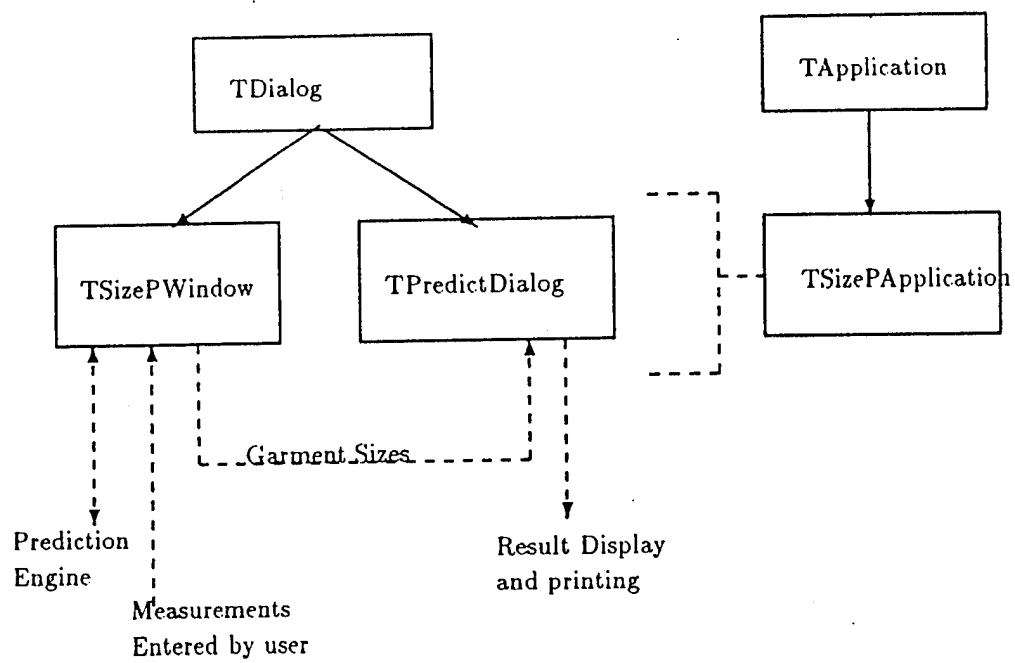 TDialog
TApplication
TSizePWindow
TPredictDialog
TSizePApplication
Garment Sizes
Prediction
Engine
Result Display
and printing
Measurements
Entered by user